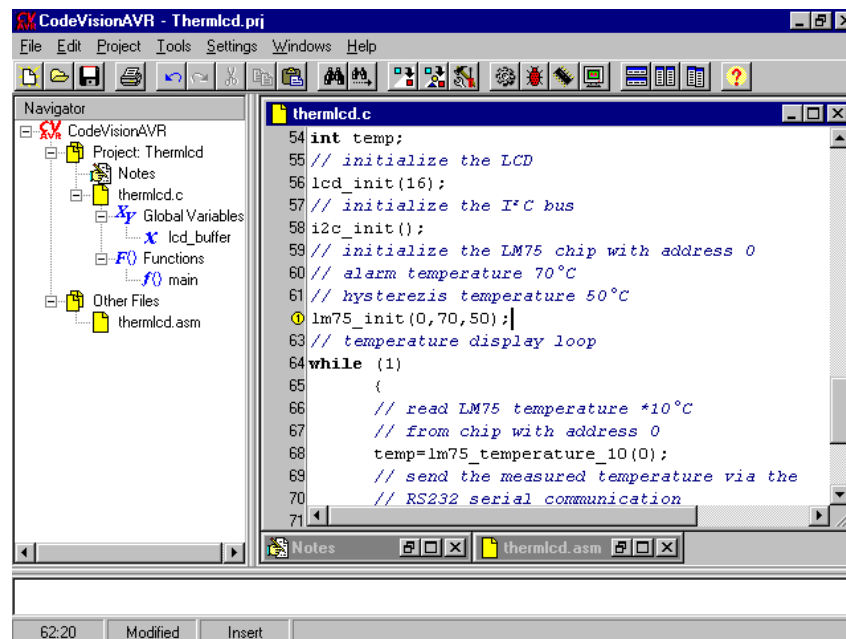 CodeVisionAVR - Thermlcd.prj
File Edit Project Tools Settings Windows Help
Navigator
CodeVisionAVR
Project: Thermlcd
Notes
thermlcd.c
Global Variables
lcd_buffer
Functions
main
Other Files
thermlcd.asm
thermlcd.c
54 int temp;
55 // initialize the LCD
56 lcd_init(16);
57 // initialize the I²C bus
58 i2c_init();
59 // initialize the LM75 chip with address 0
60 // alarm temperature 70°C
61 // hysterezis temperature 50°C
1 lm75_init(0,70,50);
63 // temperature display loop
64 while (1)
65 {
66 // read LM75 temperature *10°C
67 // from chip with address 0
68 temp=lm75_temperature_10(0);
69 // send the measured temperature via the
70 // RS232 serial communication
71
Notes
thermlcd.asm
62:20 Modified Insert